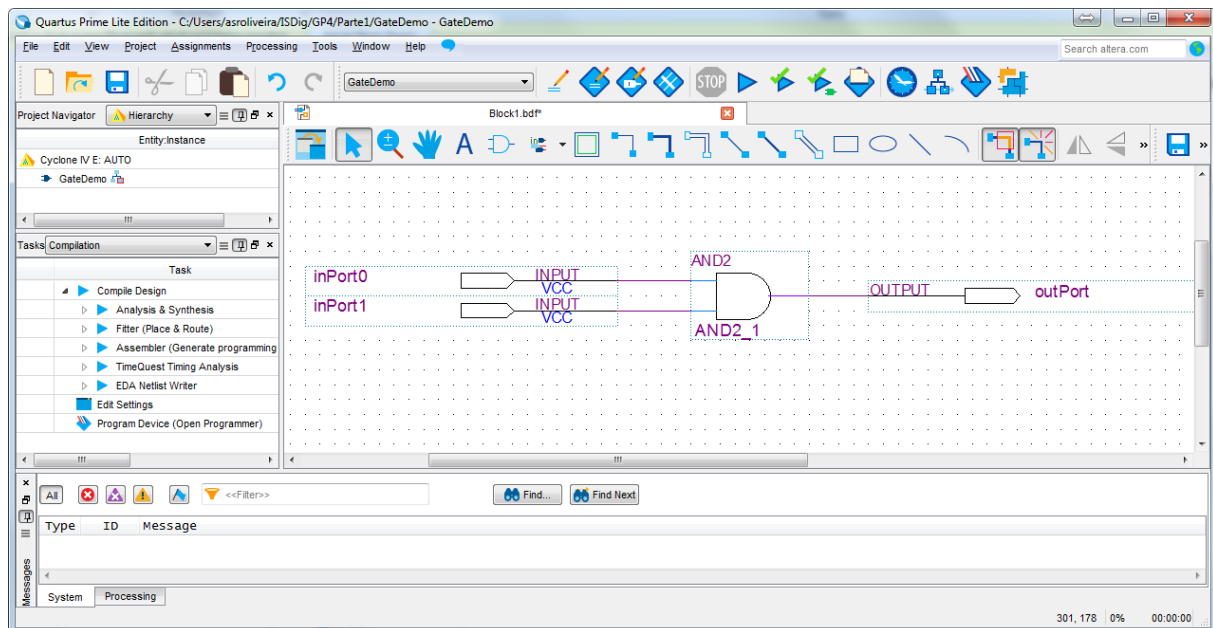 Quartus Prime Lite Edition - C:/Users/asroliveira/ISDig/GP4/Parte1/GateDemo - GateDemo
File Edit View Project Assignments Processing Tools Window Help
Search altera.com
STOP
GateDemo
Project Navigator Hierarchy
Block1.bdf*
Entity:Instance
Cyclone IV E: AUTO
GateDemo
Tasks Compilation
Task
Compile Design
Analysis & Synthesis
Fitter (Place & Route)
Assembler (Generate programming
TimeQuest Timing Analysis
EDA Netlist Writer
Edit Settings
Program Device (Open Programmer)
A
AND2
inPort0 INPUT
VCC
OUTPUT outPort
inPort1 INPUT
VCC
AND2_1
All <<Filter>> Find... Find Next
Type ID Message
Messages
System Processing
301, 178 0% 00:00:00